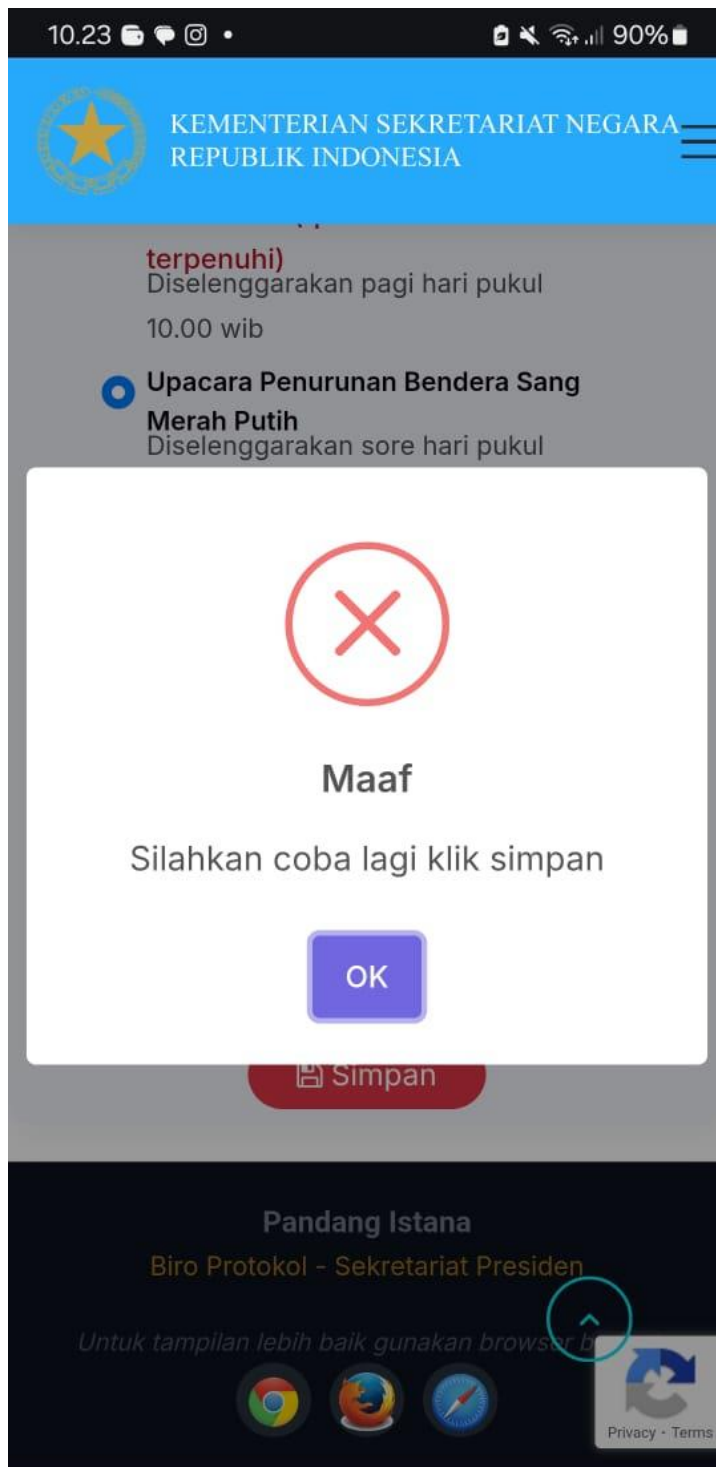 10.23
90%
KEMENTERIAN SEKRETARIAT NEGARA
REPUBLIK INDONESIA
terpenuhi)
Diselenggarakan pagi hari pukul
10.00 wib
Upacara Penurunan Bendera Sang
Merah Putih
Diselenggarakan sore hari pukul
Maaf
Silahkan coba lagi klik simpan
OK
Simpan
Pandang Istana
Biro Protokol - Sekretariat Presiden
Untuk tampilan lebih baik gunakan browser
Privacy - Terms